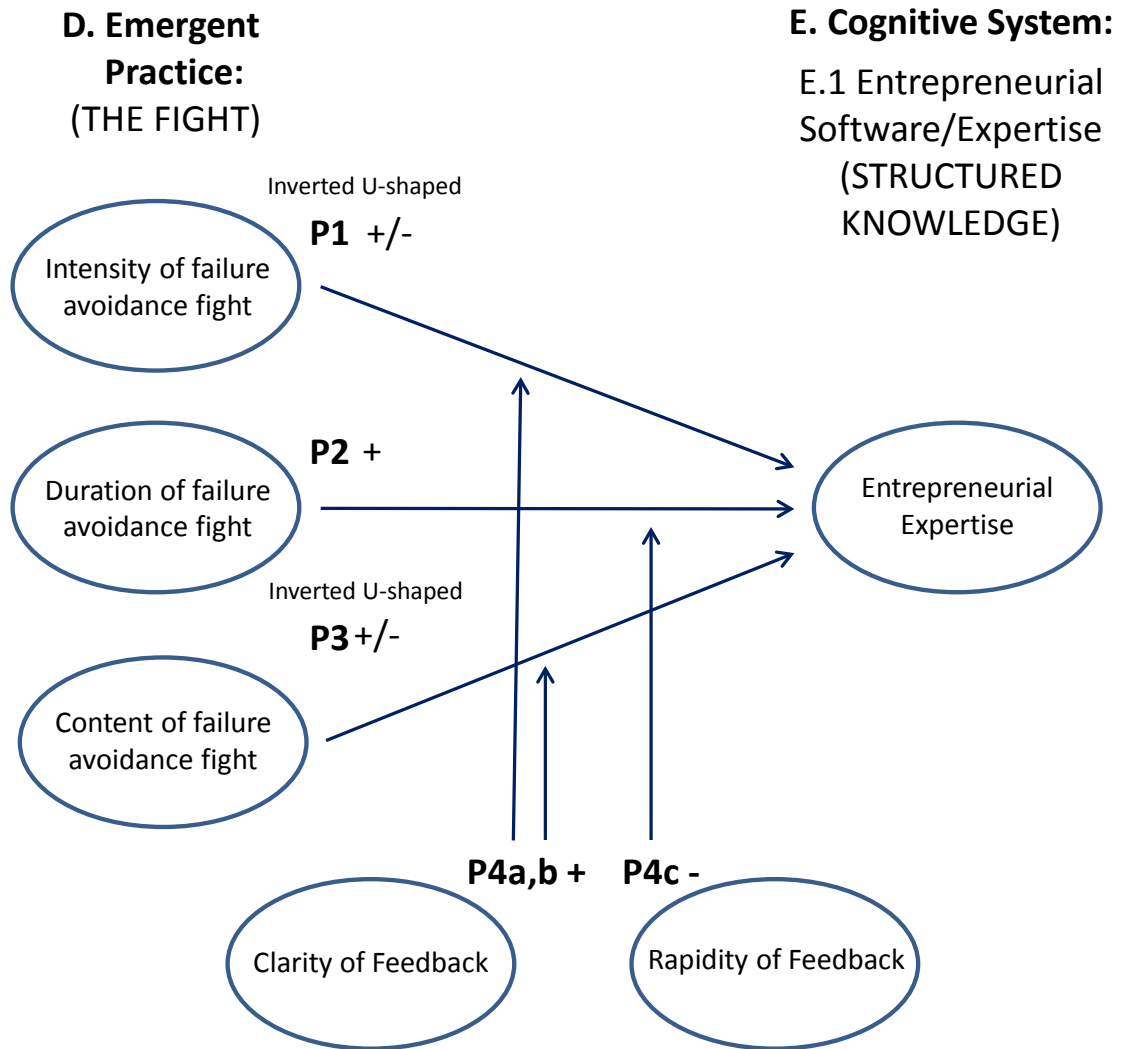 D. Emergent
Practice:
(THE FIGHT)
E. Cognitive System:
E.1 Entrepreneurial
Software/Expertise
(STRUCTURED
KNOWLEDGE)
Inverted U-shaped
P1 +/-
Intensity of failure
avoidance fight
P2 +
Duration of failure
avoidance fight
Entrepreneurial
Expertise
Inverted U-shaped
P3 +/-
Content of failure
avoidance fight
P4a,b +
P4c -
Clarity of Feedback
Rapidity of Feedback